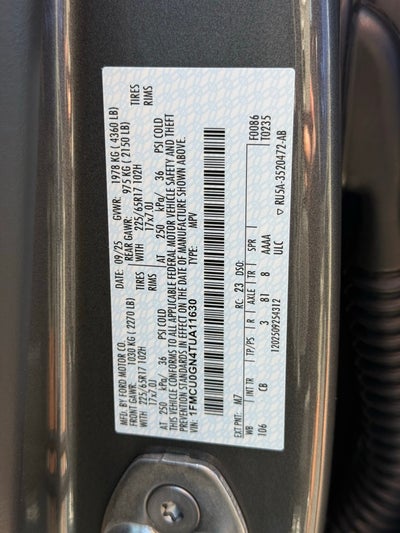 MFD. BY FORD MOTOR CO.
DATE: 09/25 GVWR: 1978 KG ( 4360 LB)
FRONT GAWR: 1030 KG ( 2270 LB) REAR GAWR: 975 KG ( 2150 LB)
WITH 225/65R17 102H TIRES WITH 225/65R17 102H TIRES
17x7.0J RIMS 17x7.0J RIMS
AT 250 kPa/ 36 PSI COLD AT 250 kPa/ 36 PSI COLD
THIS VEHICLE CONFORMS TO ALL APPLICABLE FEDERAL MOTOR VEHICLE SAFETY AND THEFT
PREVENTION STANDARDS IN EFFECT ON THE DATE OF MANUFACTURE SHOWN ABOVE.
VIN: 1FMCU0GN4TUA11630 TYPE: MPV
F0086
T0235
EXT PNT: M7 RC: 23 DSO:
WB INT TR TP/PS R AXLE TR SPR
106 CB 3 81 8 AAAA
ULC
1202509254312 RU5A-3520472-AB